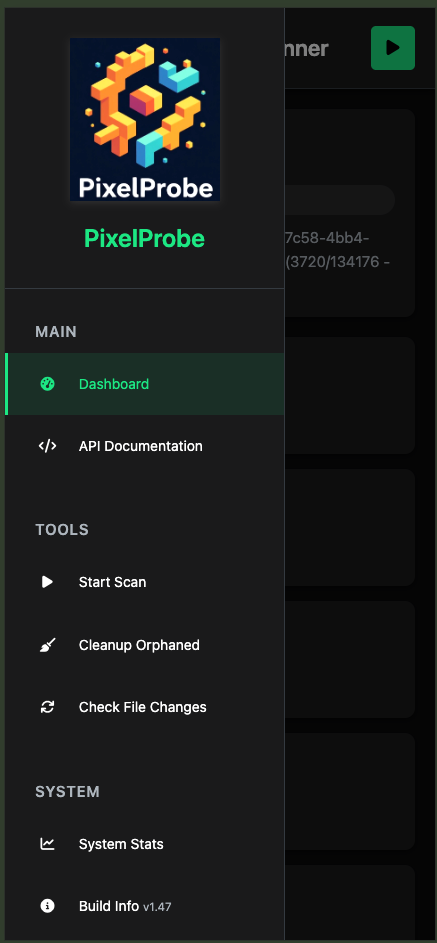 PixelProbe
nner
PixelProbe
7c58-4bb4-
(3720/134176 -
MAIN
Dashboard
API Documentation
TOOLS
Start Scan
Cleanup Orphaned
Check File Changes
SYSTEM
System Stats
Build Info v1.47